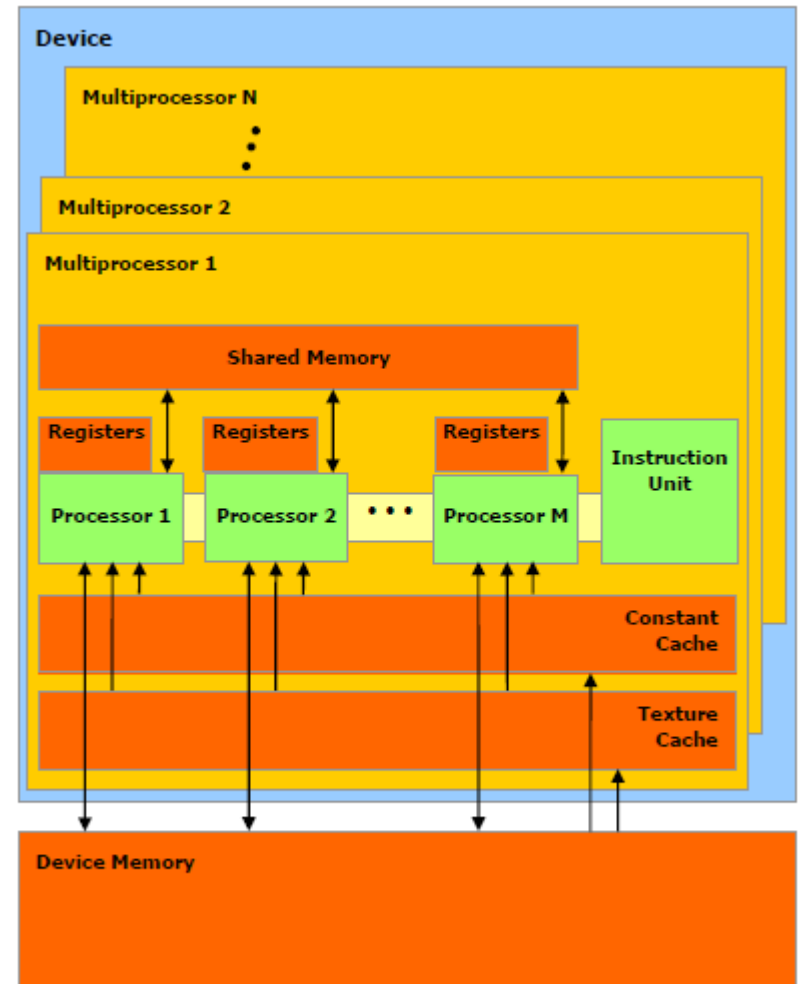 Device
Multiprocessor N
Multiprocessor 2
Multiprocessor 1
Shared Memory
Registers
Registers
Registers
Instruction
Unit
Processor 1
Processor 2
• • •
Processor M
Constant
Cache
Texture
Cache
Device Memory